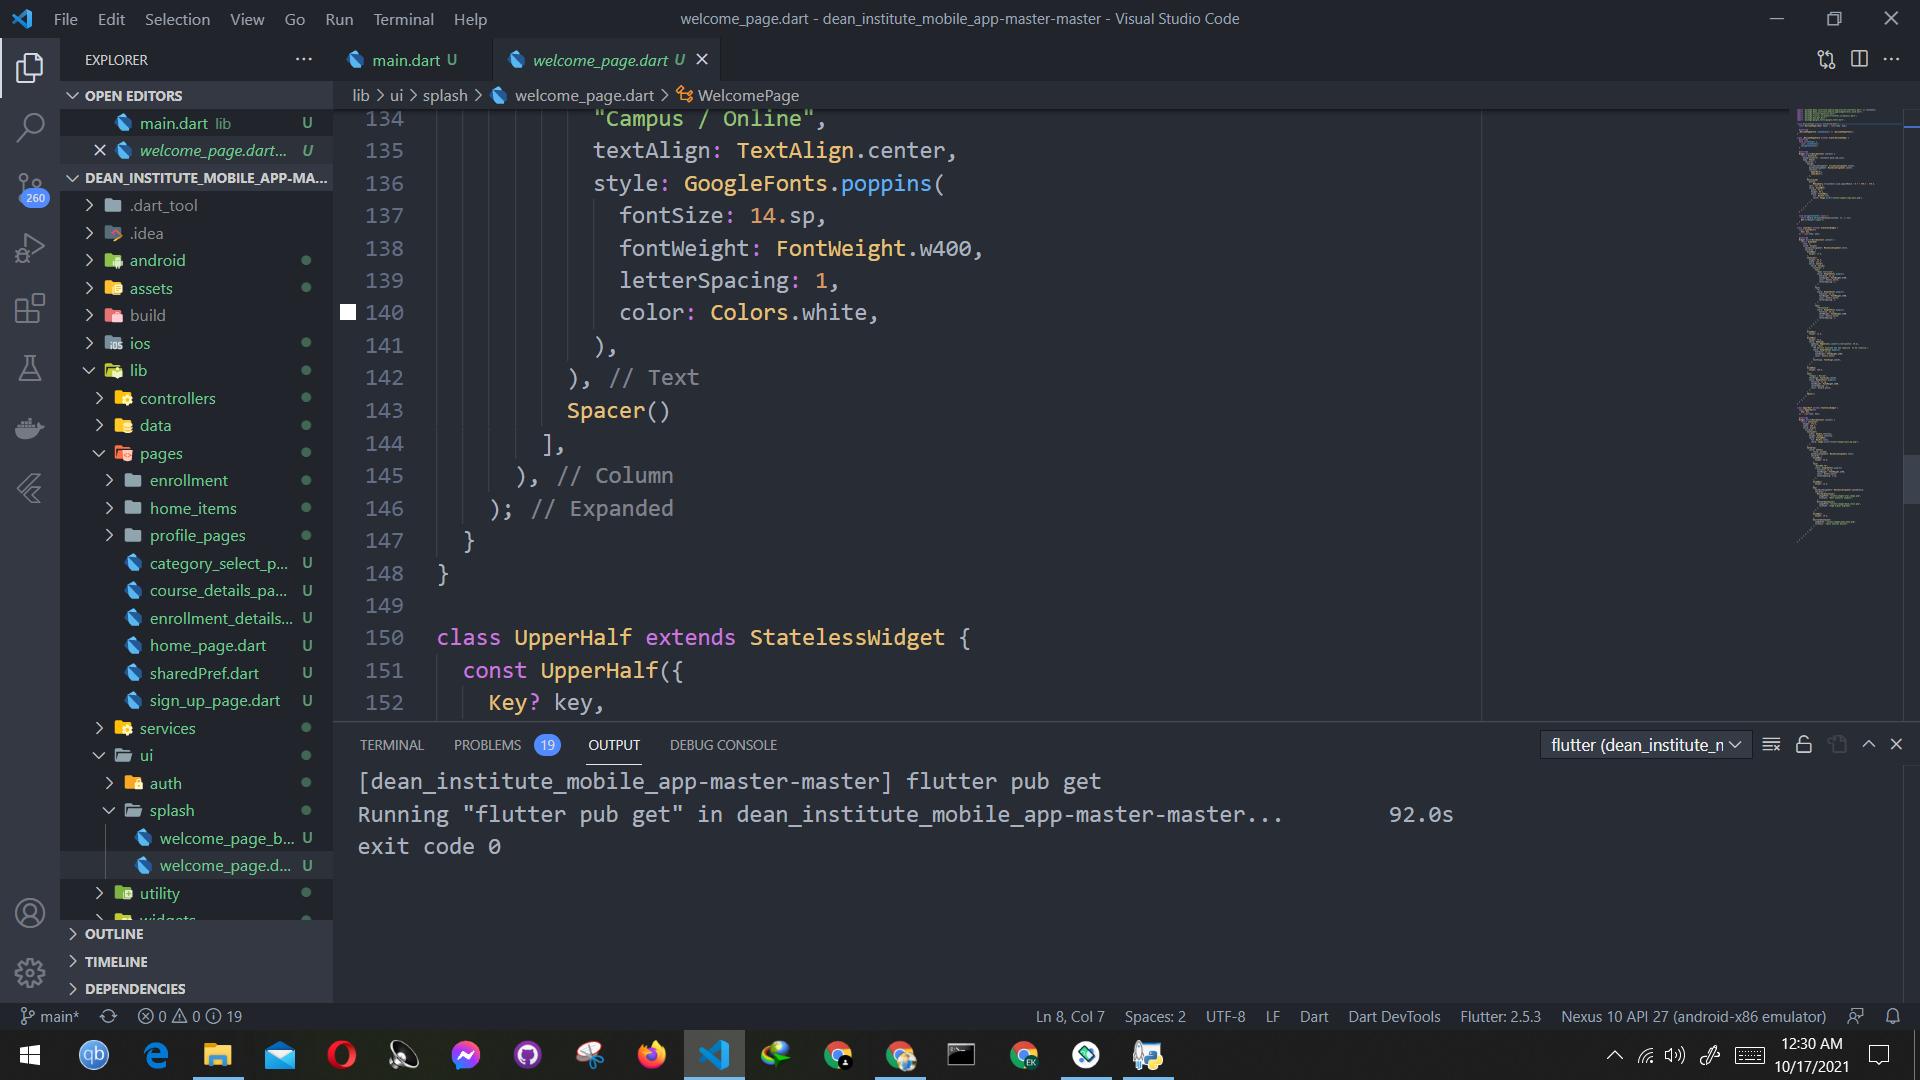 File Edit Selection View Go Run Terminal Help
welcome_page.dart - dean_institute_mobile_app-master-master - Visual Studio Code
EXPLORER
main.dart U
welcome_page.dart U
OPEN EDITORS
lib > ui > splash > welcome_page.dart > WelcomePage
main.dart lib U
welcome_page.dart... U
DEAN_INSTITUTE_MOBILE_APP-MA...
.dart_tool
.idea
android
assets
build
ios
lib
controllers
data
pages
enrollment
home_items
profile_pages
category_select_p... U
course_details_pa... U
enrollment_details... U
home_page.dart U
sharedPref.dart U
sign_up_page.dart U
services
ui
auth
splash
welcome_page_b... U
welcome_page.d... U
utility
widgets
OUTLINE
TIMELINE
DEPENDENCIES
260
134 "Campus / Online",
135 textAlign: TextAlign.center,
136 style: GoogleFonts.poppins(
137 fontSize: 14.sp,
138 fontWeight: FontWeight.w400,
139 letterSpacing: 1,
140 color: Colors.white,
141 ),
142 ), // Text
143 Spacer()
144 ],
145 ), // Column
146 ); // Expanded
147 }
148 }
149
150 class UpperHalf extends StatelessWidget {
151 const UpperHalf({
152 Key? key,
TERMINAL PROBLEMS 19 OUTPUT DEBUG CONSOLE
flutter (dean_institute_m
[dean_institute_mobile_app-master-master] flutter pub get
Running "flutter pub get" in dean_institute_mobile_app-master-master... 92.0s
exit code 0
main* 0 0 19
Ln 8, Col 7 Spaces: 2 UTF-8 LF Dart Dart DevTools Flutter: 2.5.3 Nexus 10 API 27 (android-x86 emulator)
qb
EK
12:30 AM
10/17/2021